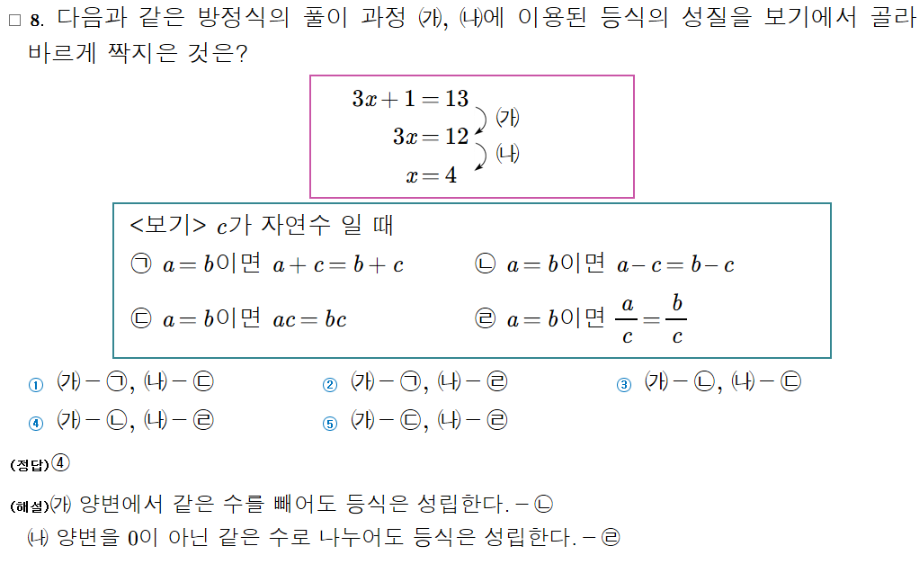 □ 8. 다음과 같은 방정식의 풀이 과정 ㈎, ㈏에 이용된 등식의 성질을 보기에서 골라
바르게 짝지은 것은?
3x + 1 = 13
㈎
3x = 12
㈏
x = 4
<보기> c가 자연수 일 때
㉠ a = b이면 a + c = b + c ㉡ a = b이면 a − c = b − c
㉢ a = b이면 ac = bc ㉣ a = b이면 a/c = b/c
① ㈎ − ㉠, ㈏ − ㉢ ② ㈎ − ㉠, ㈏ − ㉣ ③ ㈎ − ㉡, ㈏ − ㉢
④ ㈎ − ㉡, ㈏ − ㉣ ⑤ ㈎ − ㉢, ㈏ − ㉣
(정답)④
(해설)㈎ 양변에서 같은 수를 빼어도 등식은 성립한다. − ㉡
㈏ 양변을 0이 아닌 같은 수로 나누어도 등식은 성립한다. − ㉣